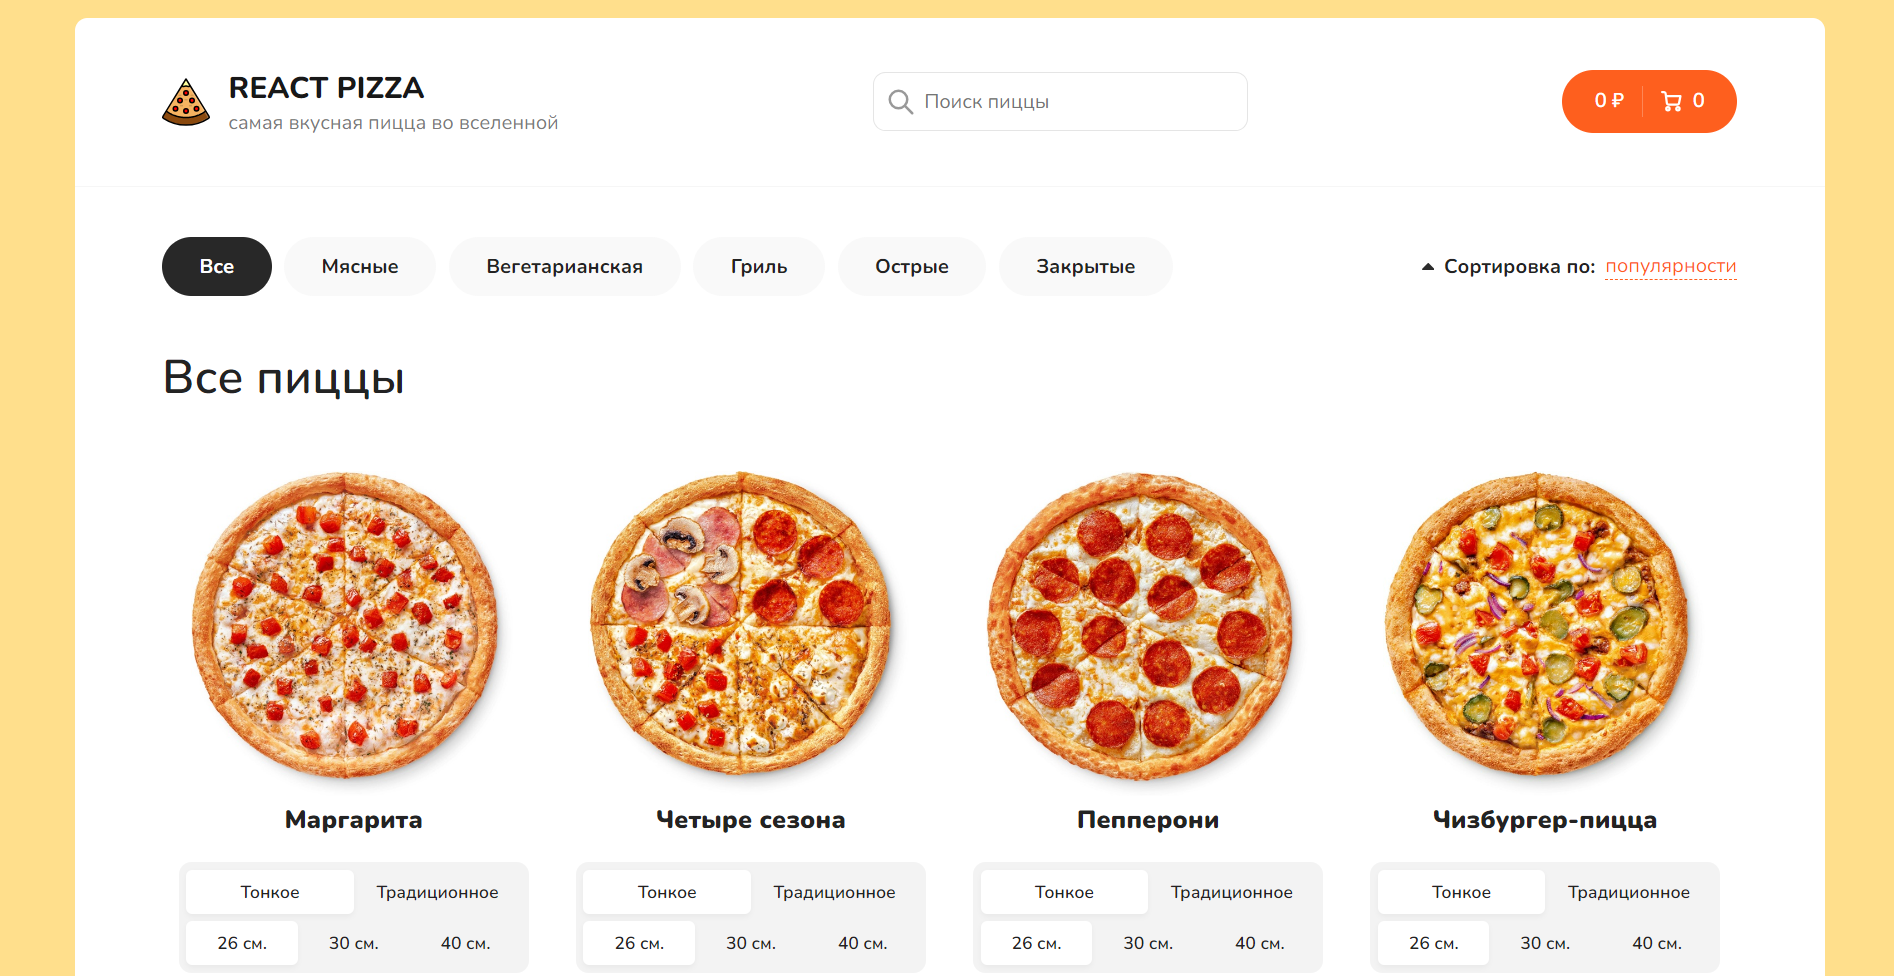 REACT PIZZA
самая вкусная пицца во вселенной
Поиск пиццы
0 ₽ 0
Все Мясные Вегетарианская Гриль Острые Закрытые Сортировка по: популярности
Все пиццы
Маргарита Четыре сезона Пепперони Чизбургер-пицца
Тонкое Традиционное Тонкое Традиционное Тонкое Традиционное Тонкое Традиционное
26 см. 30 см. 40 см. 26 см. 30 см. 40 см. 26 см. 30 см. 40 см. 26 см. 30 см. 40 см.